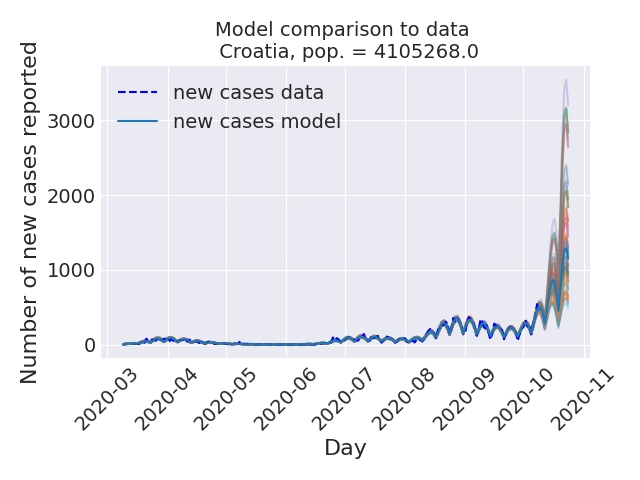 Model comparison to data
Croatia, pop. = 4105268.0
Number of new cases reported
new cases data
new cases model
3000
2000
1000
0
2020-03
2020-04
2020-05
2020-06
2020-07
2020-08
2020-09
2020-10
2020-11
Day